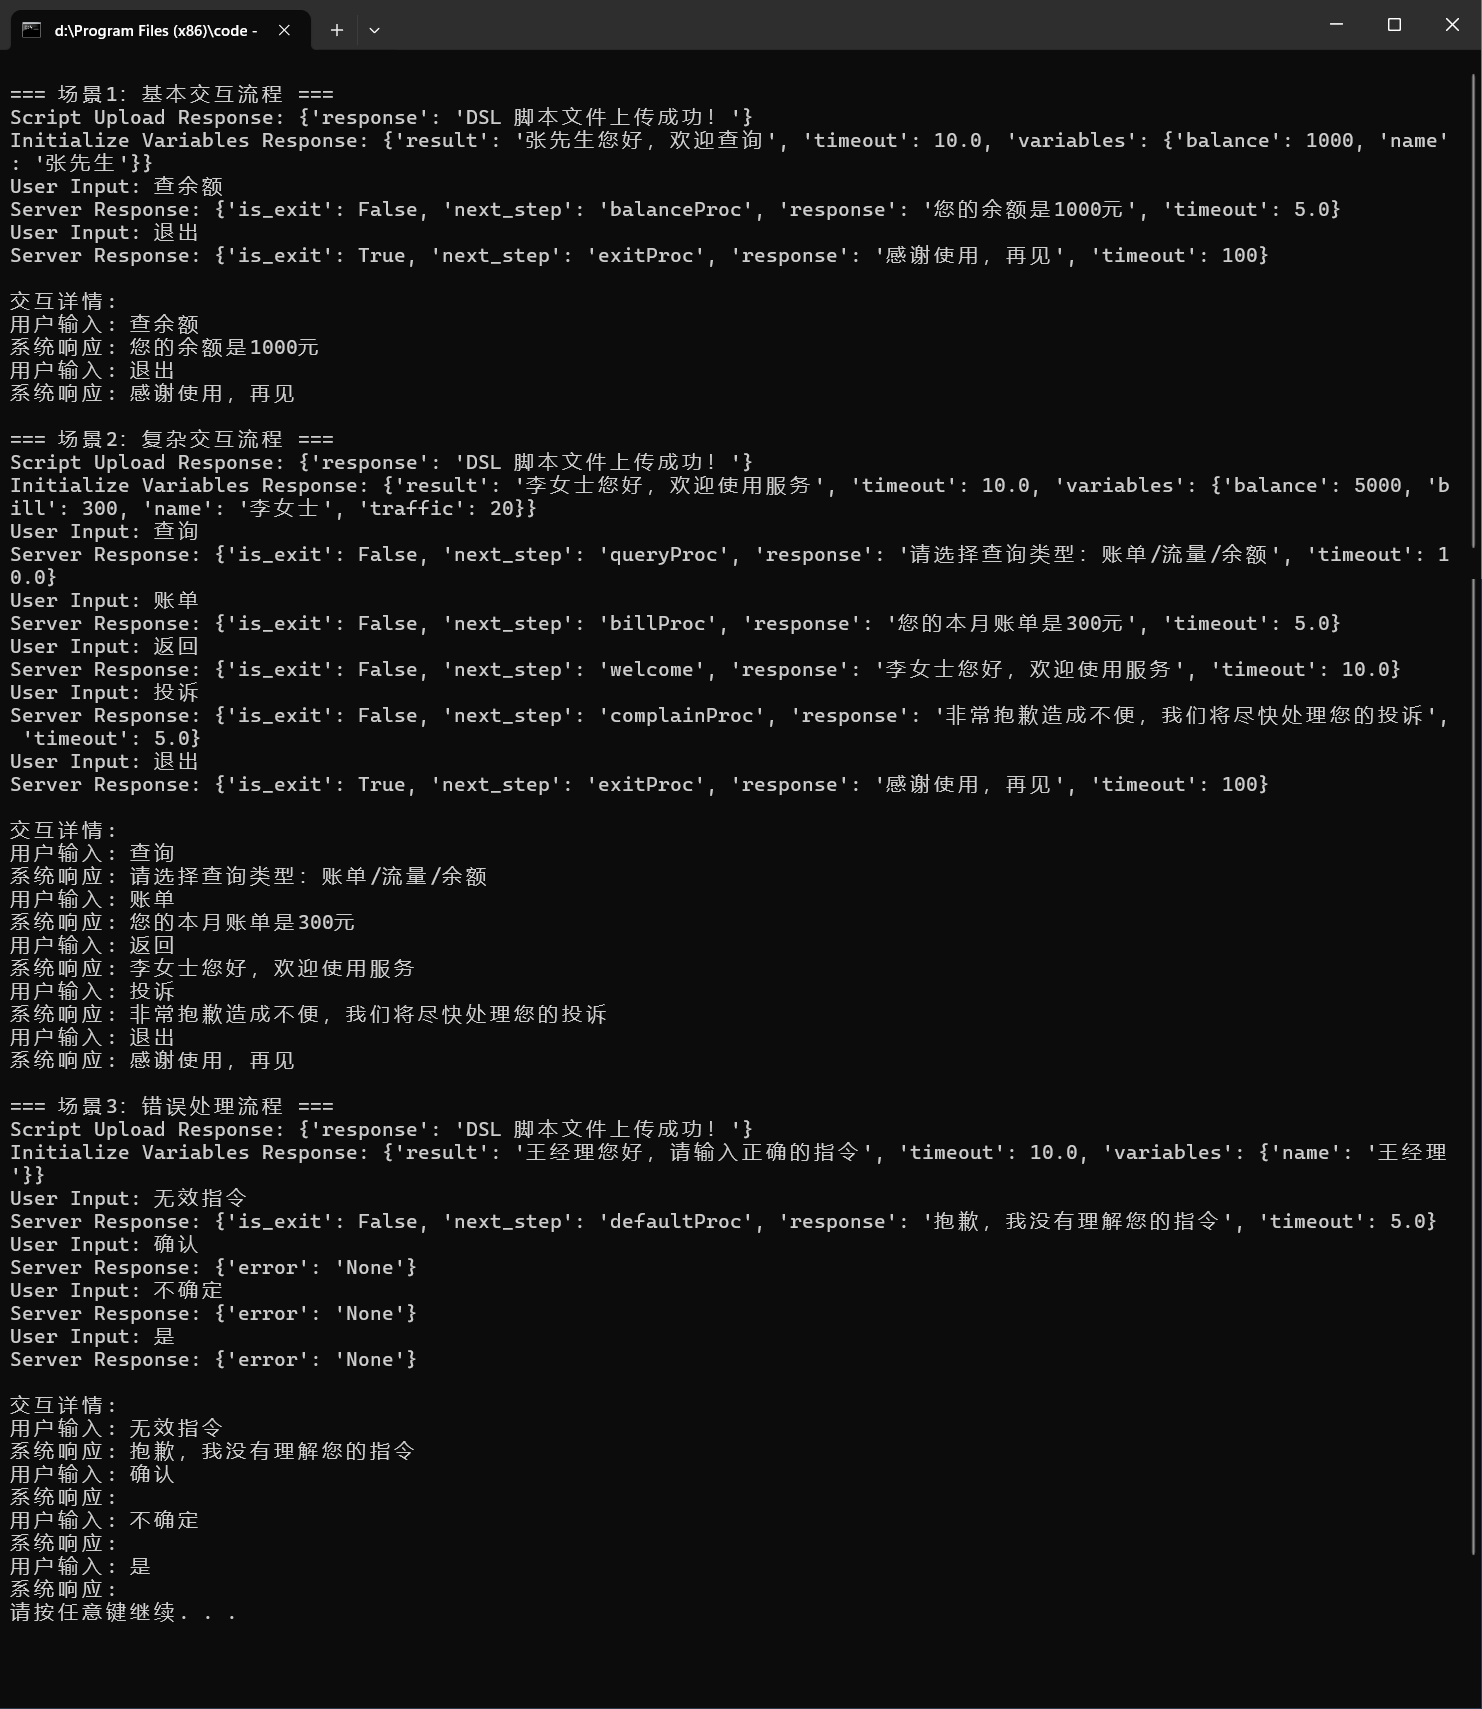 d:\Program Files (x86)\code -
=== 场景1: 基本交互流程 ===
Script Upload Response: {'response': 'DSL 脚本文件上传成功！'}
Initialize Variables Response: {'result': '张先生您好，欢迎查询', 'timeout': 10.0, 'variables': {'balance': 1000, 'name'
: '张先生'}}
User Input: 查余额
Server Response: {'is_exit': False, 'next_step': 'balanceProc', 'response': '您的余额是1000元', 'timeout': 5.0}
User Input: 退出
Server Response: {'is_exit': True, 'next_step': 'exitProc', 'response': '感谢使用，再见', 'timeout': 100}
交互详情：
用户输入：查余额
系统响应：您的余额是1000元
用户输入：退出
系统响应：感谢使用，再见
=== 场景2: 复杂交互流程 ===
Script Upload Response: {'response': 'DSL 脚本文件上传成功！'}
Initialize Variables Response: {'result': '李女士您好，欢迎使用服务', 'timeout': 10.0, 'variables': {'balance': 5000, 'b
ill': 300, 'name': '李女士', 'traffic': 20}}
User Input: 查询
Server Response: {'is_exit': False, 'next_step': 'queryProc', 'response': '请选择查询类型：账单/流量/余额', 'timeout': 1
0.0}
User Input: 账单
Server Response: {'is_exit': False, 'next_step': 'billProc', 'response': '您的本月账单是300元', 'timeout': 5.0}
User Input: 返回
Server Response: {'is_exit': False, 'next_step': 'welcome', 'response': '李女士您好，欢迎使用服务', 'timeout': 10.0}
User Input: 投诉
Server Response: {'is_exit': False, 'next_step': 'complainProc', 'response': '非常抱歉造成不便，我们将尽快处理您的投诉',
 'timeout': 5.0}
User Input: 退出
Server Response: {'is_exit': True, 'next_step': 'exitProc', 'response': '感谢使用，再见', 'timeout': 100}
交互详情：
用户输入：查询
系统响应：请选择查询类型：账单/流量/余额
用户输入：账单
系统响应：您的本月账单是300元
用户输入：返回
系统响应：李女士您好，欢迎使用服务
用户输入：投诉
系统响应：非常抱歉造成不便，我们将尽快处理您的投诉
用户输入：退出
系统响应：感谢使用，再见
=== 场景3: 错误处理流程 ===
Script Upload Response: {'response': 'DSL 脚本文件上传成功！'}
Initialize Variables Response: {'result': '王经理您好，请输入正确的指令', 'timeout': 10.0, 'variables': {'name': '王经理
'}}
User Input: 无效指令
Server Response: {'is_exit': False, 'next_step': 'defaultProc', 'response': '抱歉，我没有理解您的指令', 'timeout': 5.0}
User Input: 确认
Server Response: {'error': 'None'}
User Input: 不确定
Server Response: {'error': 'None'}
User Input: 是
Server Response: {'error': 'None'}
交互详情：
用户输入：无效指令
系统响应：抱歉，我没有理解您的指令
用户输入：确认
系统响应：
用户输入：不确定
系统响应：
用户输入：是
系统响应：
请按任意键继续. . .